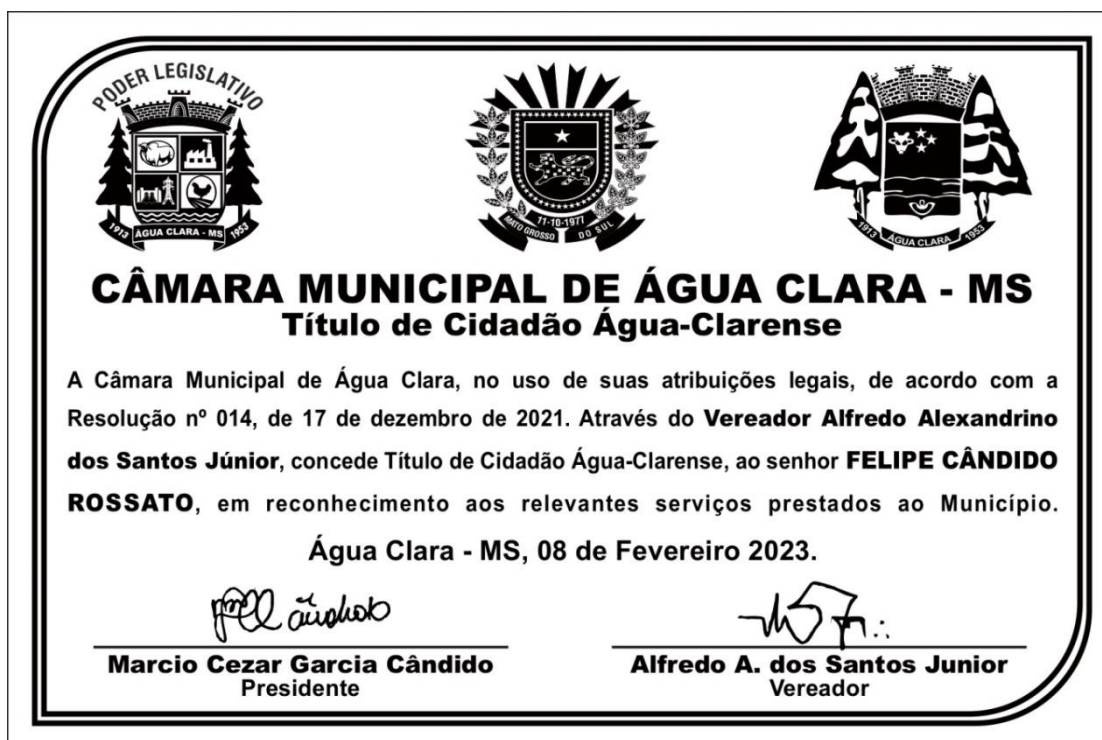 PODER LEGISLATIVO
1913 ÁGUA CLARA - MS 1953
11-10-1977
MATO GROSSO DO SUL
1913 ÁGUA CLARA 1953
CÂMARA MUNICIPAL DE ÁGUA CLARA - MS
Título de Cidadão Água-Clarense
A Câmara Municipal de Água Clara, no uso de suas atribuições legais, de acordo com a
Resolução nº 014, de 17 de dezembro de 2021. Através do Vereador Alfredo Alexandrino
dos Santos Júnior, concede Título de Cidadão Água-Clarense, ao senhor FELIPE CÂNDIDO
ROSSATO, em reconhecimento aos relevantes serviços prestados ao Município.
Água Clara - MS, 08 de Fevereiro 2023.
Marcio Cezar Garcia Cândido
Presidente
Alfredo A. dos Santos Junior
Vereador